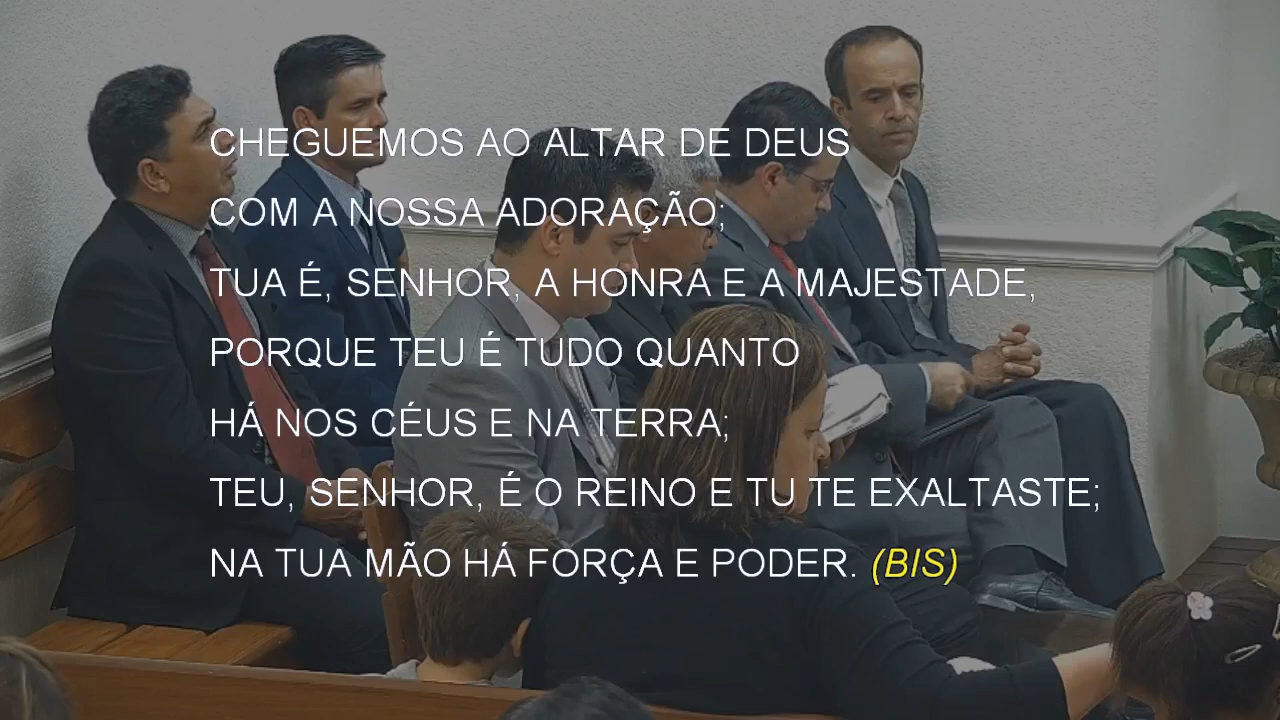 CHEGUEMOS AO ALTAR DE DEUS
COM A NOSSA ADORAÇÃO;
TUA É, SENHOR, A HONRA E A MAJESTADE,
PORQUE TEU É TUDO QUANTO
HÁ NOS CÉUS E NA TERRA;
TEU, SENHOR, É O REINO E TU TE EXALTASTE;
NA TUA MÃO HÁ FORÇA E PODER. (BIS)